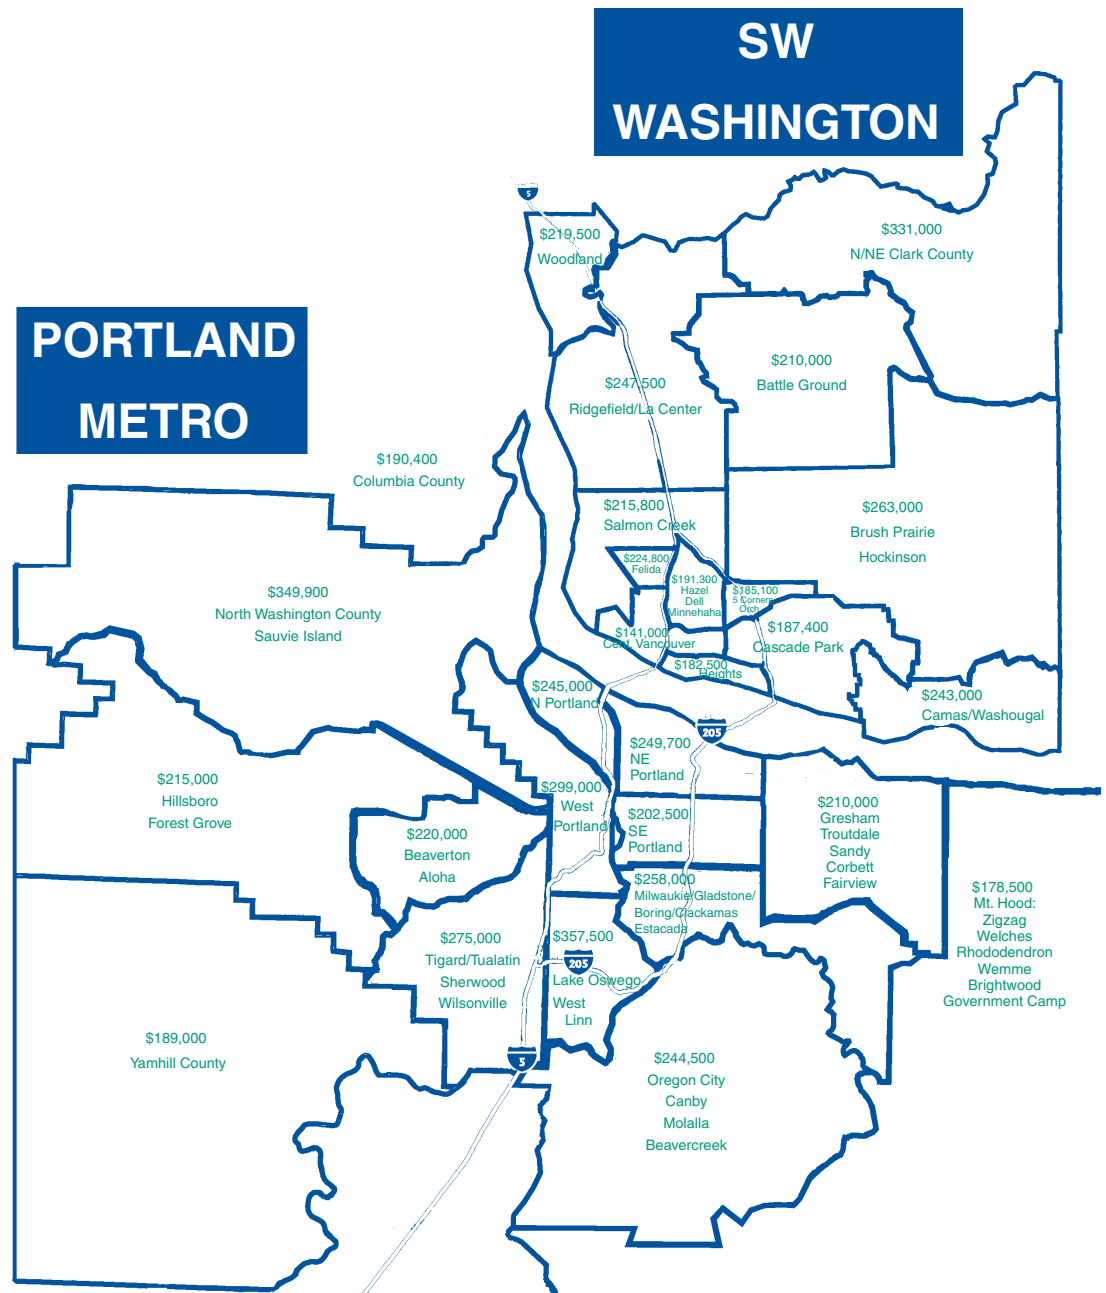 SW
WASHINGTON
5
$219,500
Woodland
$331,000
N/NE Clark County
PORTLAND
METRO
$210,000
Battle Ground
$247,500
Ridgefield/La Center
$190,400
Columbia County
$215,800
Salmon Creek
$263,000
Brush Prairie
Hockinson
$224,800
Felida
$191,300
Hazel
Dell
Minnehaha
$185,100
5 Corners
Orch
$349,900
North Washington County
Sauvie Island
$141,000
Cent. Vancouver
$187,400
Cascade Park
$182,500
Heights
$245,000
N Portland
$243,000
Camas/Washougal
205
$249,700
NE
Portland
$215,000
Hillsboro
Forest Grove
$299,000
West
Portland
$202,500
SE
Portland
$210,000
Gresham
Troutdale
Sandy
Corbett
Fairview
$220,000
Beaverton
Aloha
$258,000
Milwaukie/Gladstone/
Boring/Clackamas
Estacada
$178,500
Mt. Hood:
Zigzag
Welches
Rhododendron
Wemme
Brightwood
Government Camp
$275,000
Tigard/Tualatin
Sherwood
Wilsonville
$357,500
205
Lake Oswego
West
Linn
$189,000
Yamhill County
5
$244,500
Oregon City
Canby
Molalla
Beavercreek